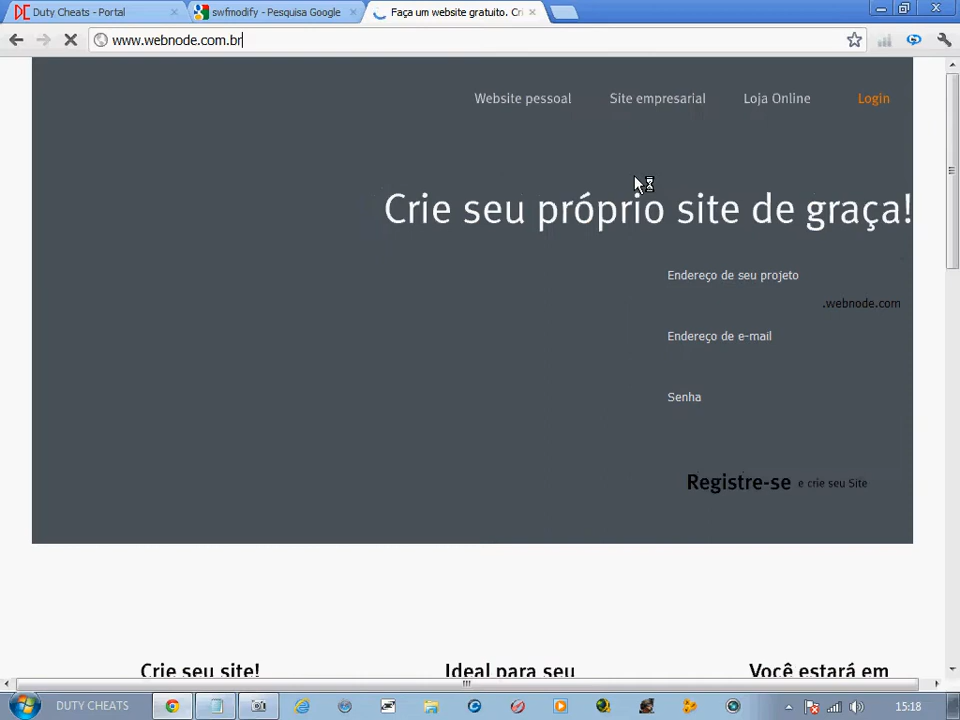 Duty Cheats - Portal
swfmodify - Pesquisa Google
Faça um website gratuito. Cri
www.webnode.com.br
Website pessoal Site empresarial Loja Online Login
Crie seu próprio site de graça!
Endereço de seu projeto
.webnode.com
Endereço de e-mail
Senha
Registre-se e crie seu Site
Crie seu site! Ideal para seu Você estará em
DUTY CHEATS 15:18